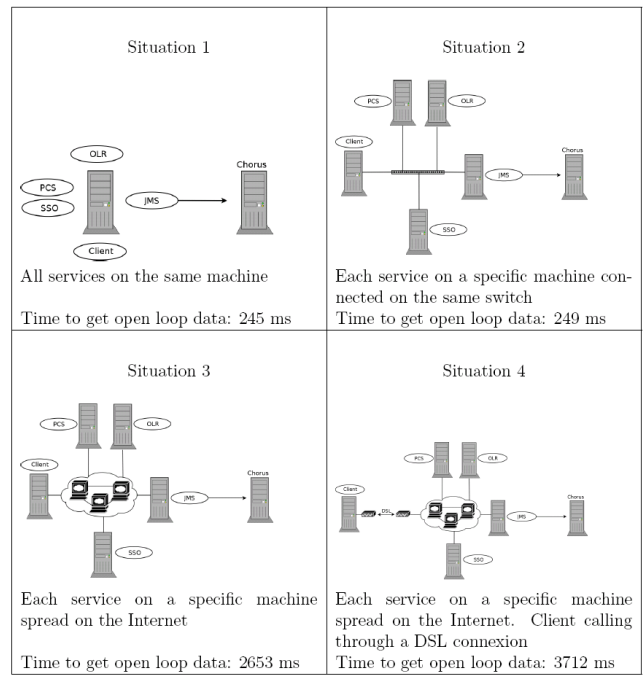 Situation 1
OLR
Chorus
PCS
JMS
SSO
Client
All services on the same machine
Time to get open loop data: 245 ms
Situation 2
PCS
OLR
Client
Chorus
JMS
SSO
Each service on a specific machine con-
nected on the same switch
Time to get open loop data: 249 ms
Situation 3
PCS
OLR
Client
Chorus
JMS
SSO
Each service on a specific machine
spread on the Internet
Time to get open loop data: 2653 ms
Situation 4
PCS
OLR
Client
Chorus
DSL
JMS
SSO
Each service on a specific machine
spread on the Internet. Client calling
through a DSL connexion
Time to get open loop data: 3712 ms